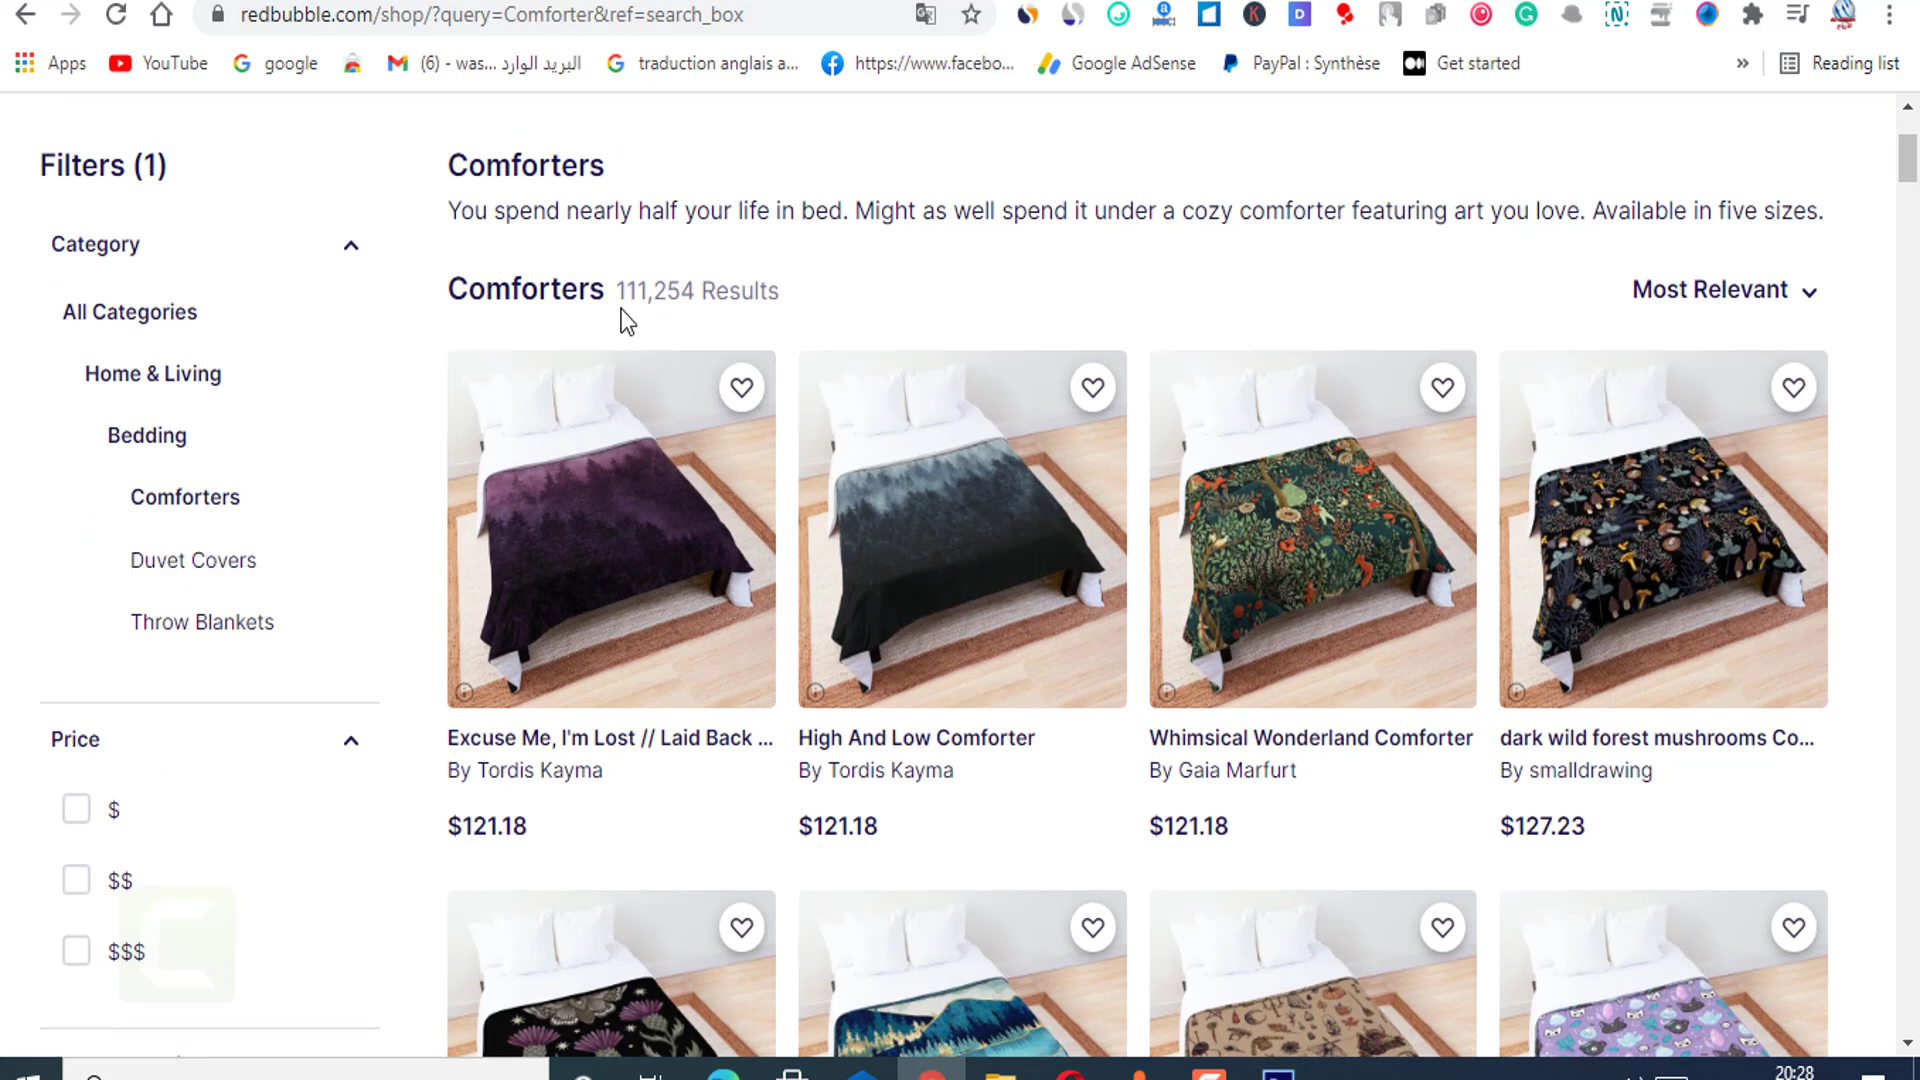 redbubble.com/shop/?query=Comforter&ref=search_box
Apps YouTube google (6) - was... البريد الوارد traduction anglais a... https://www.facebo... Google AdSense PayPal : Synthèse Get started » Reading list
Filters (1)
Category
All Categories
Home & Living
Bedding
Comforters
Duvet Covers
Throw Blankets
Price
$
$$
$$$
Comforters
You spend nearly half your life in bed. Might as well spend it under a cozy comforter featuring art you love. Available in five sizes.
Comforters 111,254 Results
Most Relevant
Excuse Me, I'm Lost // Laid Back ...
By Tordis Kayma
$121.18
High And Low Comforter
By Tordis Kayma
$121.18
Whimsical Wonderland Comforter
By Gaia Marfurt
$121.18
dark wild forest mushrooms Co...
By smalldrawing
$127.23
20:28